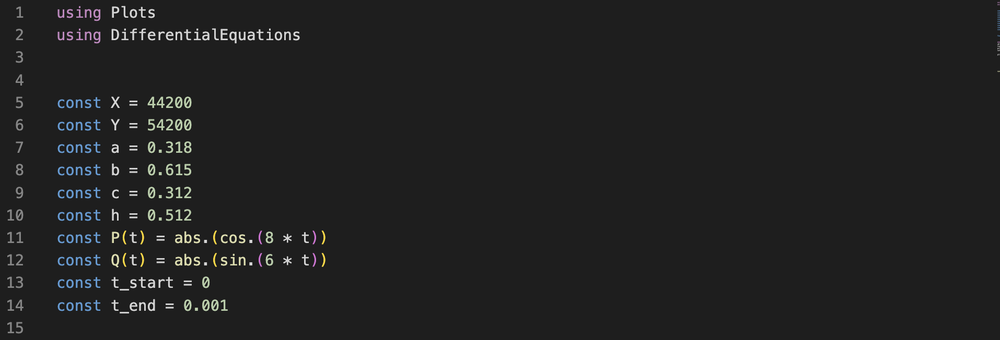 1 using Plots
2 using DifferentialEquations
3
4
5 const X = 44200
6 const Y = 54200
7 const a = 0.318
8 const b = 0.615
9 const c = 0.312
10 const h = 0.512
11 const P(t) = abs.(cos.(8 * t))
12 const Q(t) = abs.(sin.(6 * t))
13 const t_start = 0
14 const t_end = 0.001
15